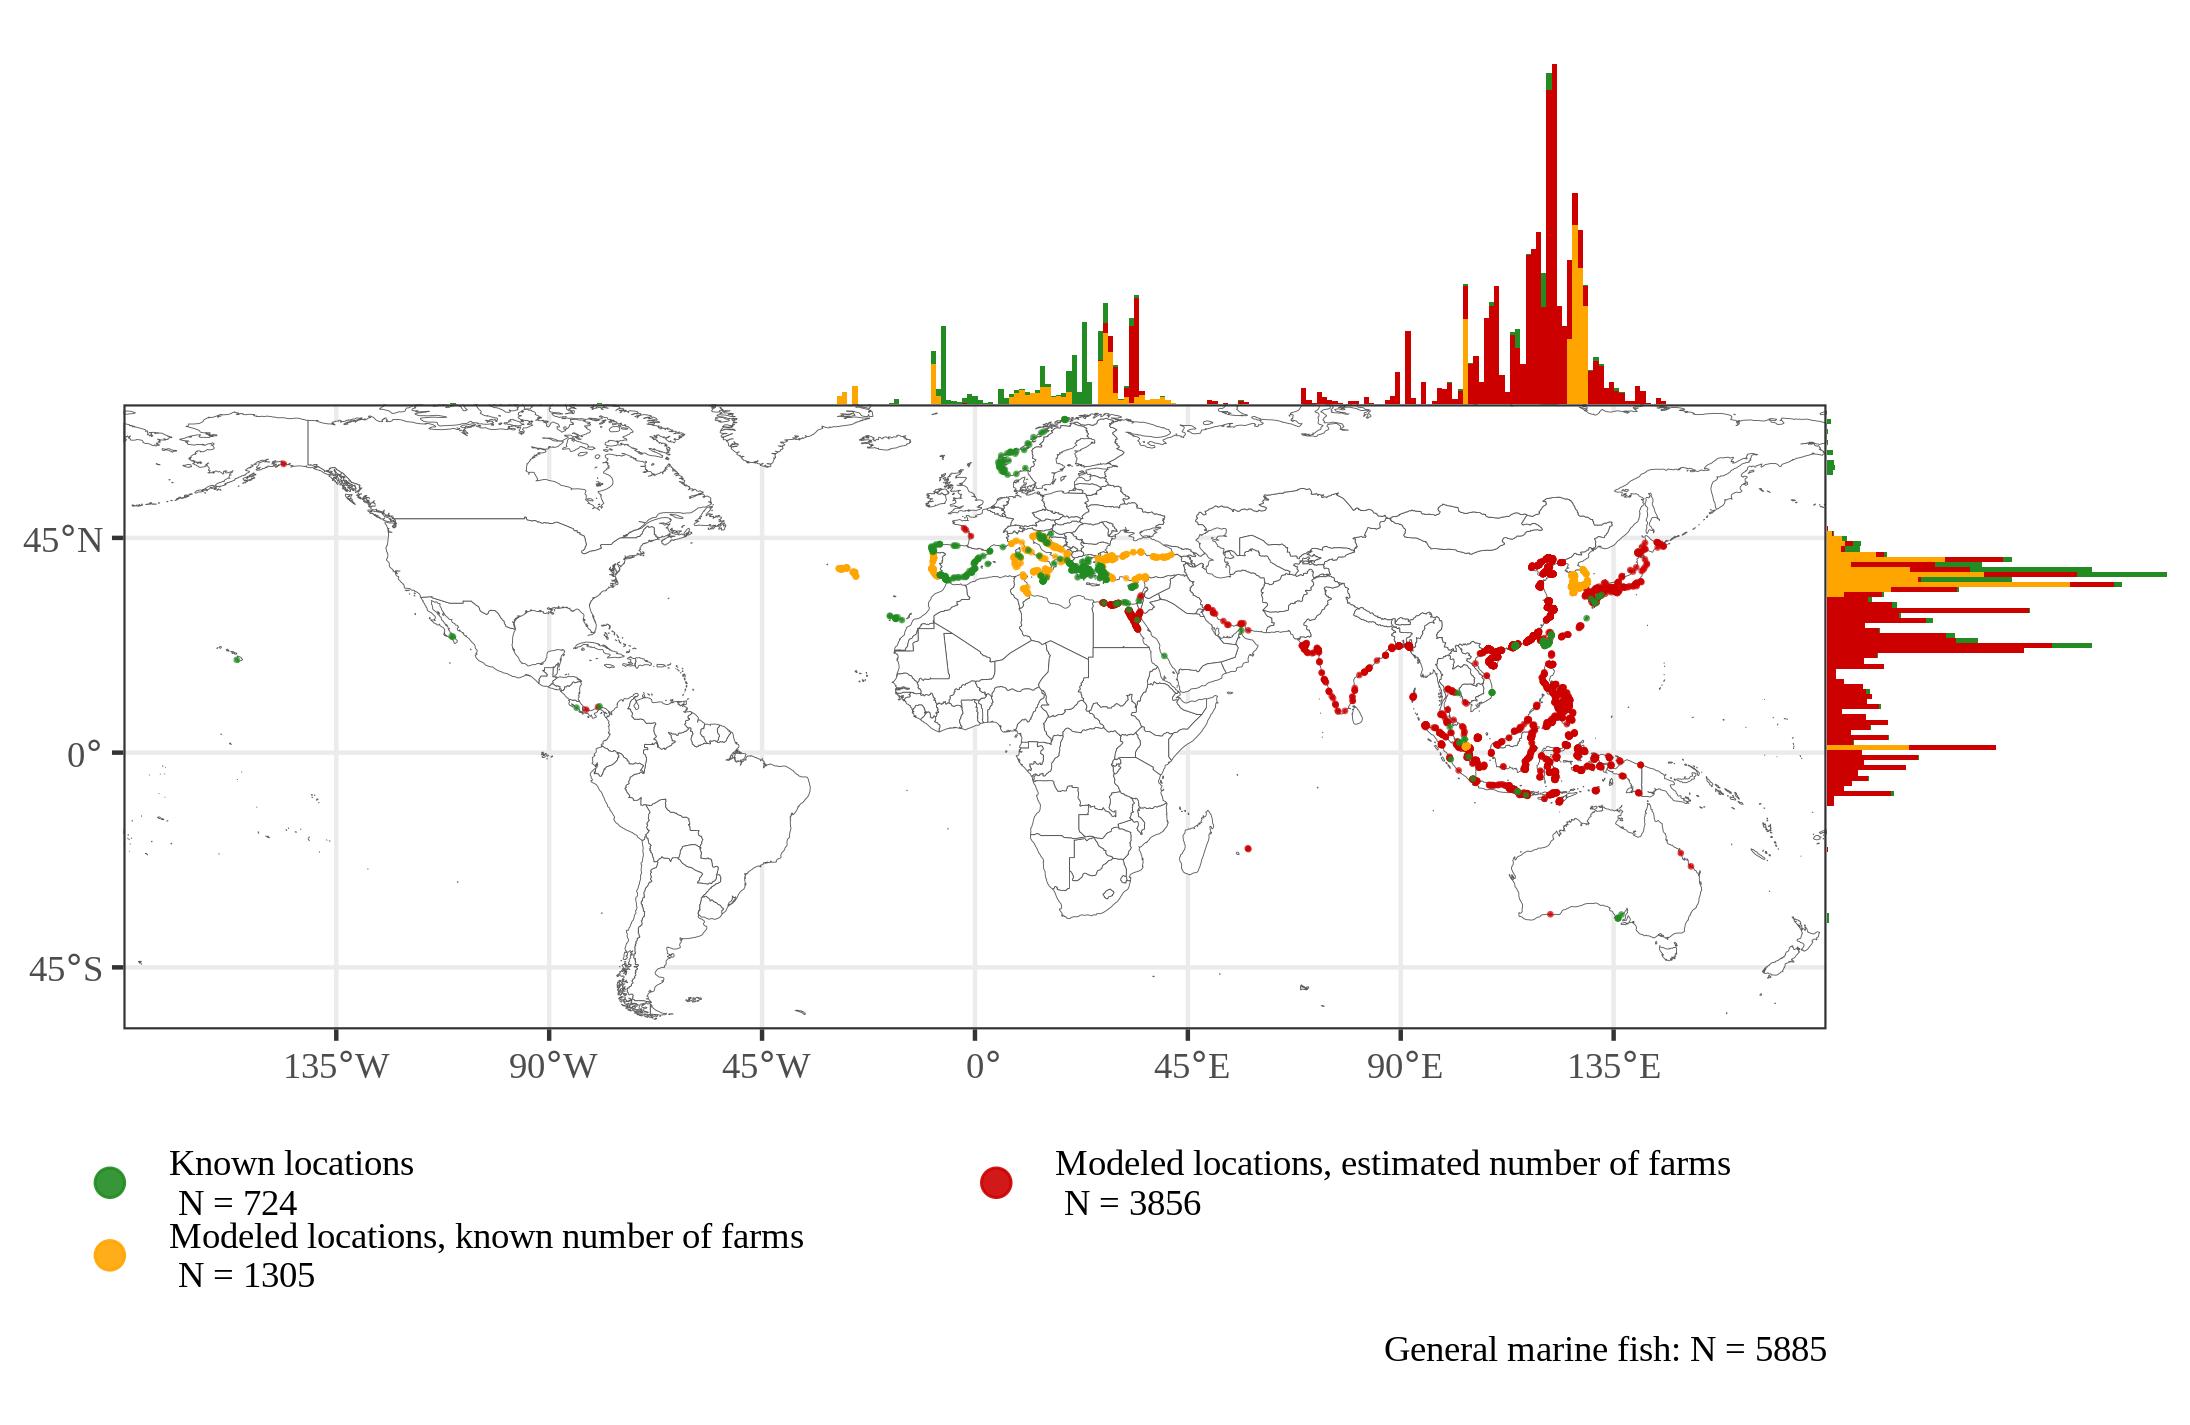 45°N
0°
45°S
135°W
90°W
45°W
0°
45°E
90°E
135°E
Known locations
N = 724
Modeled locations, known number of farms
N = 1305
Modeled locations, estimated number of farms
N = 3856
General marine fish: N = 5885